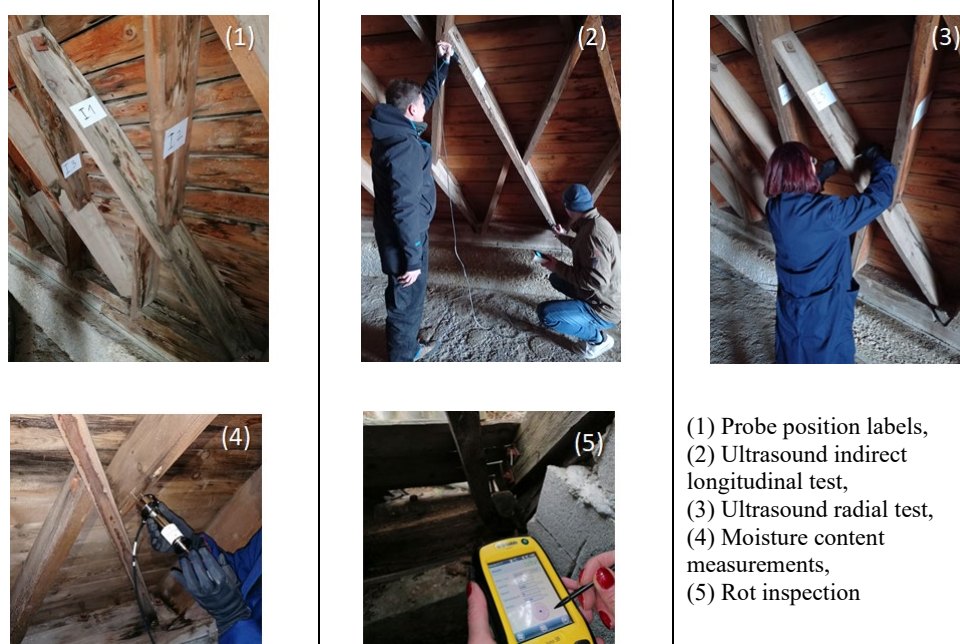 (1)
(2)
(3)
I1
(4)
(5)
(1) Probe position labels,
(2) Ultrasound indirect
longitudinal test,
(3) Ultrasound radial test,
(4) Moisture content
measurements,
(5) Rot inspection